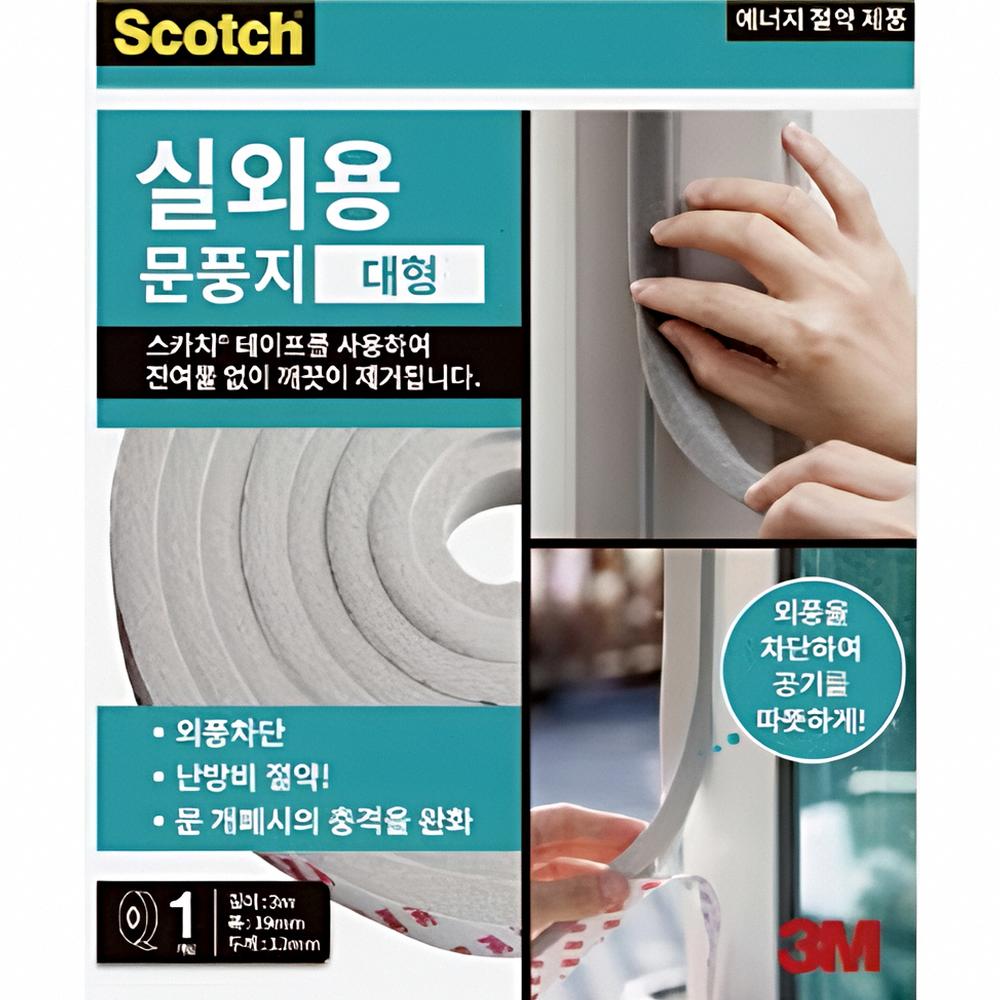 Scotch
에너지 절약 제품
실외용
문풍지 대형
스카치 테이프를 사용하여
잔여물 없이 깨끗이 제거됩니다.
• 외풍차단
• 난방비 절약!
• 문 개폐시의 충격을 완화
외풍을
차단하여
공기를
따뜻하게!
1
길이 : 3m
폭 : 19mm
3M